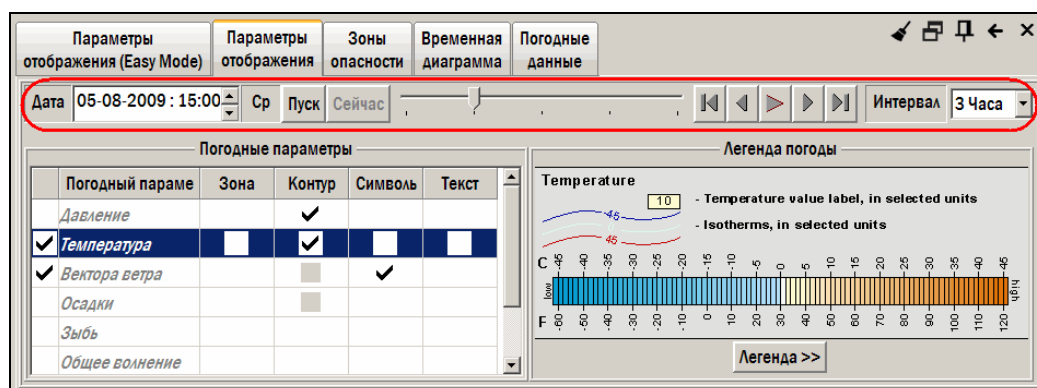 Параметры отображения (Easy Mode)
Параметры отображения
Зоны опасности
Временная диаграмма
Погодные данные
Дата 05-08-2009 : 15:00 Ср Пуск Сейчас Интервал 3 Часа
Погодные параметры
Погодный параме Зона Контур Символь Текст
Давление
Температура
Вектора ветра
Осадки
Зыбь
Общее волнение
Легенда погоды
Temperature
10 - Temperature value label, in selected units
-45 0 45 - Isotherms, in selected units
C -45 -40 -35 -30 -25 -20 -15 -10 -5 0 5 10 15 20 25 30 35 40 45
low high
F -60 -50 -40 -30 -20 -10 0 10 20 30 40 50 60 70 80 90 100 110 120
Легенда >>